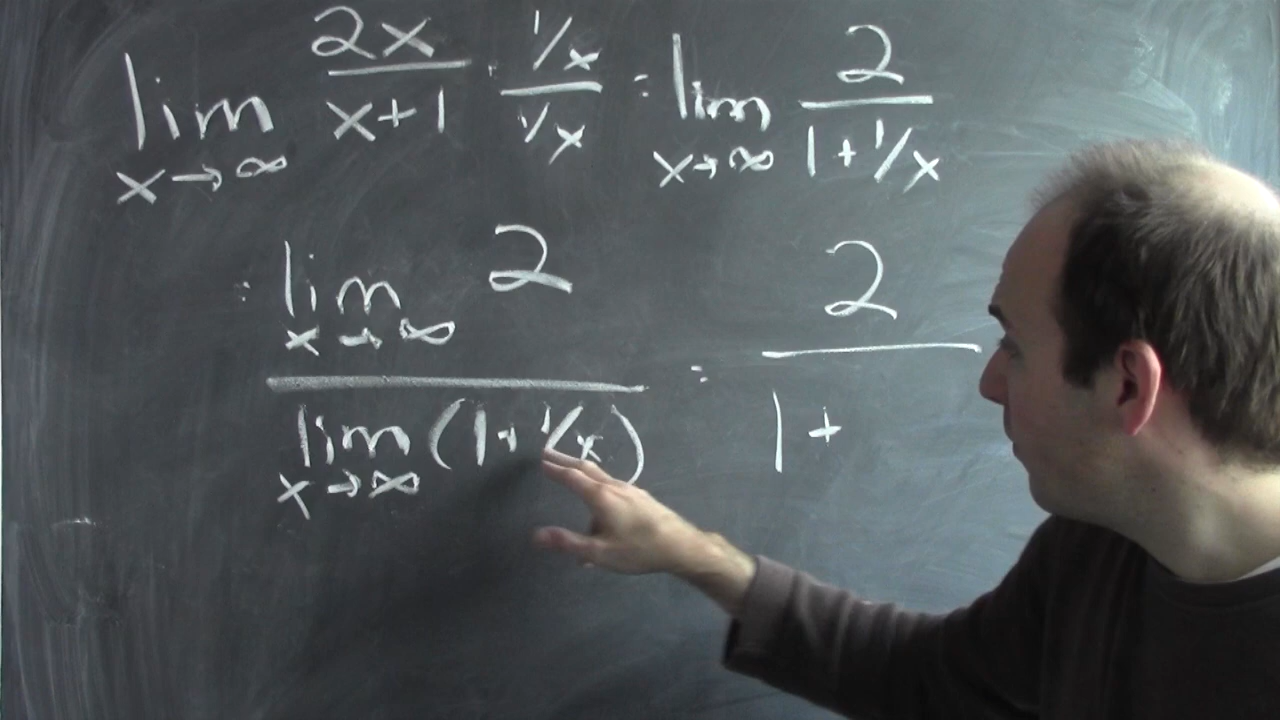 lim x→∞ 2x/(x+1) · (1/x)/(1/x) = lim x→∞ 2/(1+1/x)
= (lim x→∞ 2)/(lim x→∞ (1+1/x)) = 2/(1+